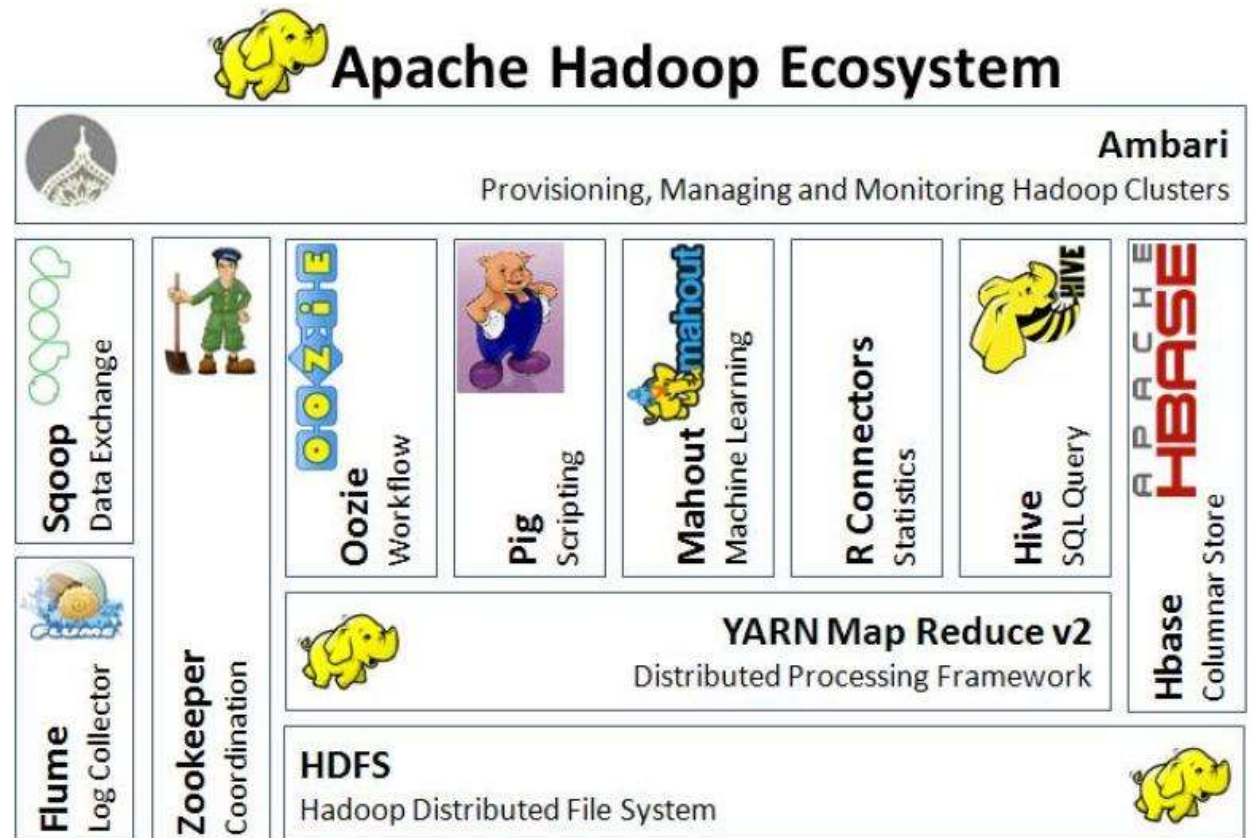 Apache Hadoop Ecosystem
Ambari
Provisioning, Managing and Monitoring Hadoop Clusters
Sqoop
Data Exchange
Flume
Log Collector
FLUME
Zookeeper
Coordination
OOZiE
Oozie
Workflow
Pig
Scripting
mahout
Mahout
Machine Learning
R Connectors
Statistics
HIVE
Hive
SQL Query
APACHE
HBASE
Hbase
Columnar Store
YARN Map Reduce v2
Distributed Processing Framework
HDFS
Hadoop Distributed File System